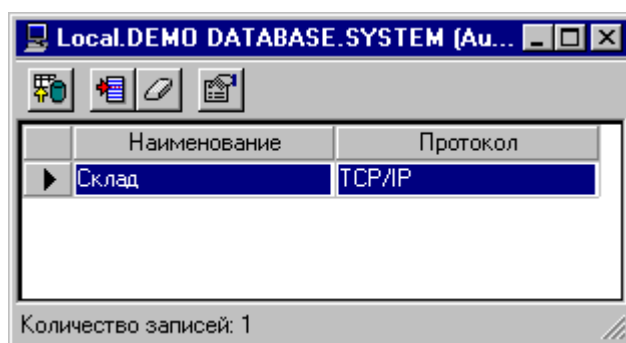 Local.DEMO DATABASE.SYSTEM (Au...
Наименование Протокол
Склад TCP/IP
Количество записей: 1